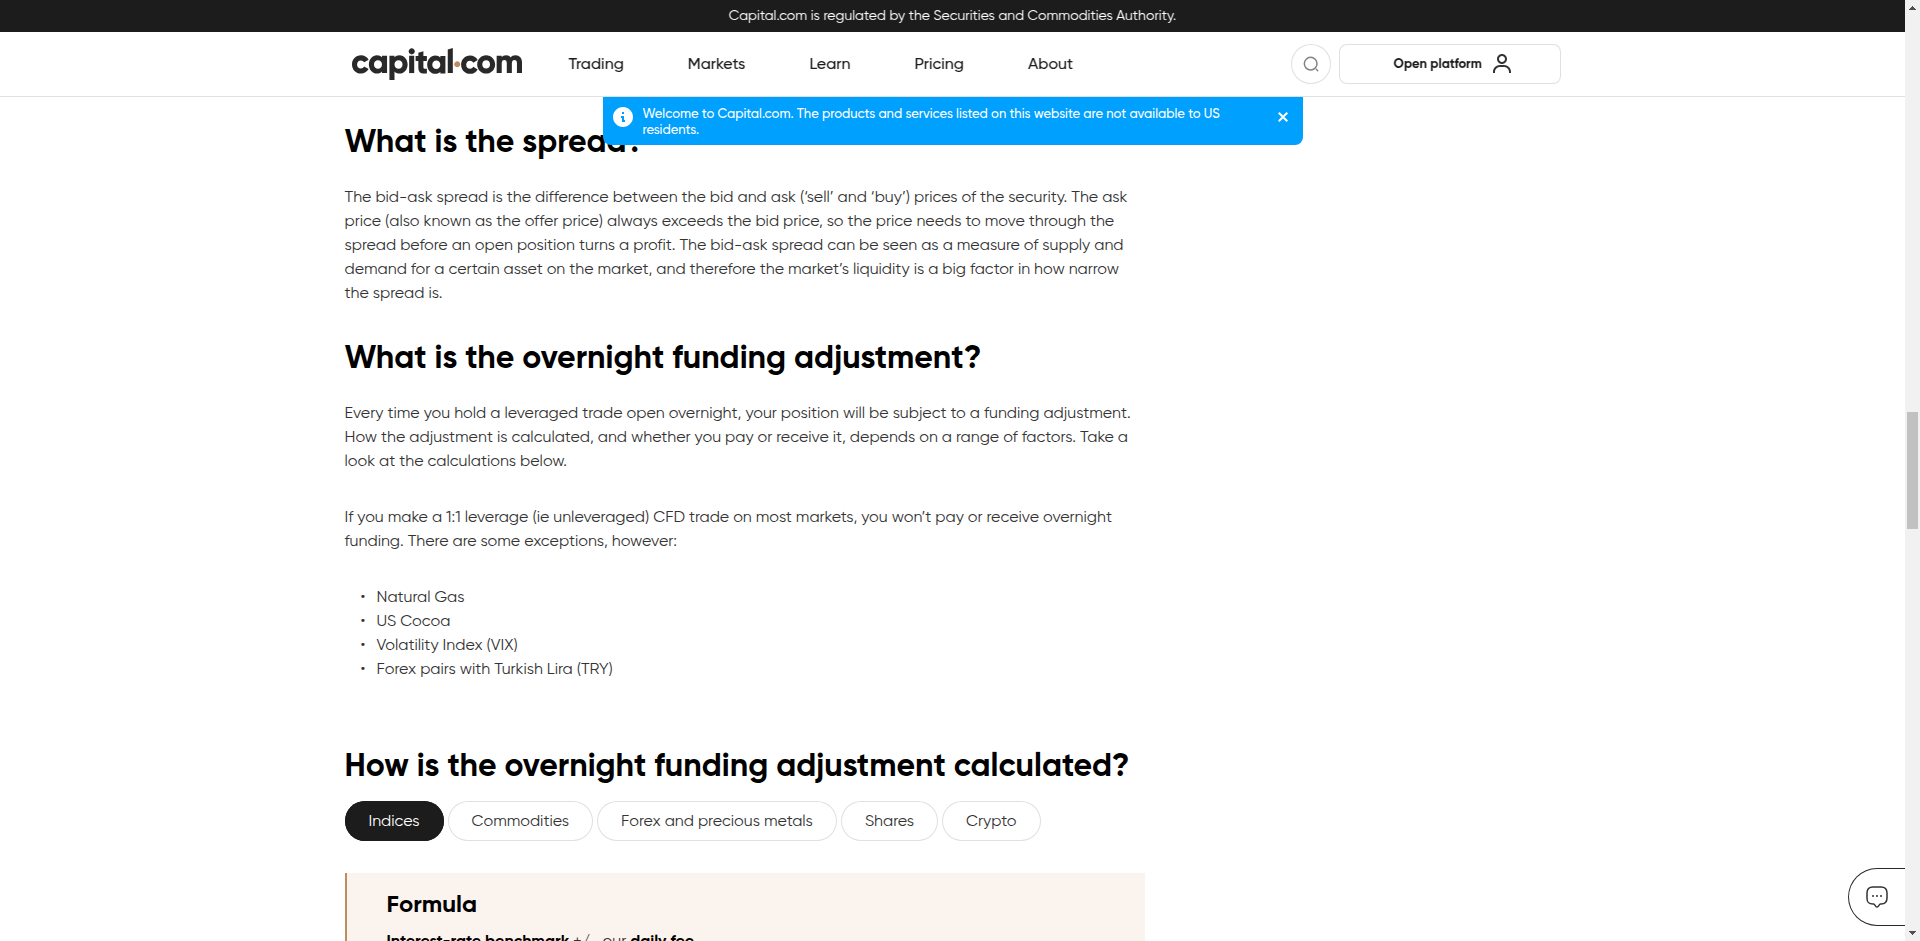 Capital.com is regulated by the Securities and Commodities Authority.
capital.com
Trading
Markets
Learn
Pricing
About
Open platform
Welcome to Capital.com. The products and services listed on this website are not available to US
residents.
What is the spread?
The bid-ask spread is the difference between the bid and ask (‘sell’ and ‘buy’) prices of the security. The ask
price (also known as the offer price) always exceeds the bid price, so the price needs to move through the
spread before an open position turns a profit. The bid-ask spread can be seen as a measure of supply and
demand for a certain asset on the market, and therefore the market’s liquidity is a big factor in how narrow
the spread is.
What is the overnight funding adjustment?
Every time you hold a leveraged trade open overnight, your position will be subject to a funding adjustment.
How the adjustment is calculated, and whether you pay or receive it, depends on a range of factors. Take a
look at the calculations below.
If you make a 1:1 leverage (ie unleveraged) CFD trade on most markets, you won’t pay or receive overnight
funding. There are some exceptions, however:
• Natural Gas
• US Cocoa
• Volatility Index (VIX)
• Forex pairs with Turkish Lira (TRY)
How is the overnight funding adjustment calculated?
Indices
Commodities
Forex and precious metals
Shares
Crypto
Formula
Interest-rate benchmark +/- our daily fee